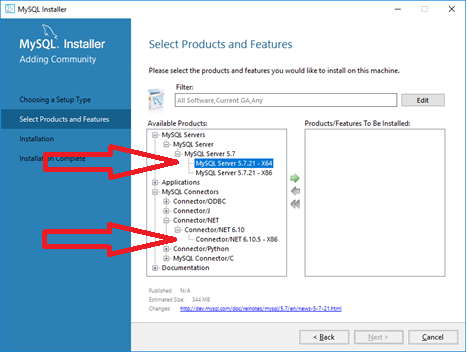 MySQL Installer
MySQL. Installer
Adding Community
Choosing a Setup Type
Select Products and Features
Installation
Installation Complete
Select Products and Features
Please select the products and features you would like to install on this machine.
Filter:
All Software,Current GA,Any
Edit
Available Products:
MySQL Servers
MySQL Server
MySQL Server 5.7
MySQL Server 5.7.21 - X64
MySQL Server 5.7.21 - X86
Applications
MySQL Connectors
Connector/ODBC
Connector/J
Connector/NET
Connector/NET 6.10
Connector/NET 6.10.5 - X86
Connector/Python
MySQL Connector/C
Documentation
Products/Features To Be Installed:
Published: N/A
Estimated Size: 344 MB
Changes: http://dev.mysql.com/doc/relnotes/mysql/5.7/en/news-5-7-21.html
< Back
Next >
Cancel